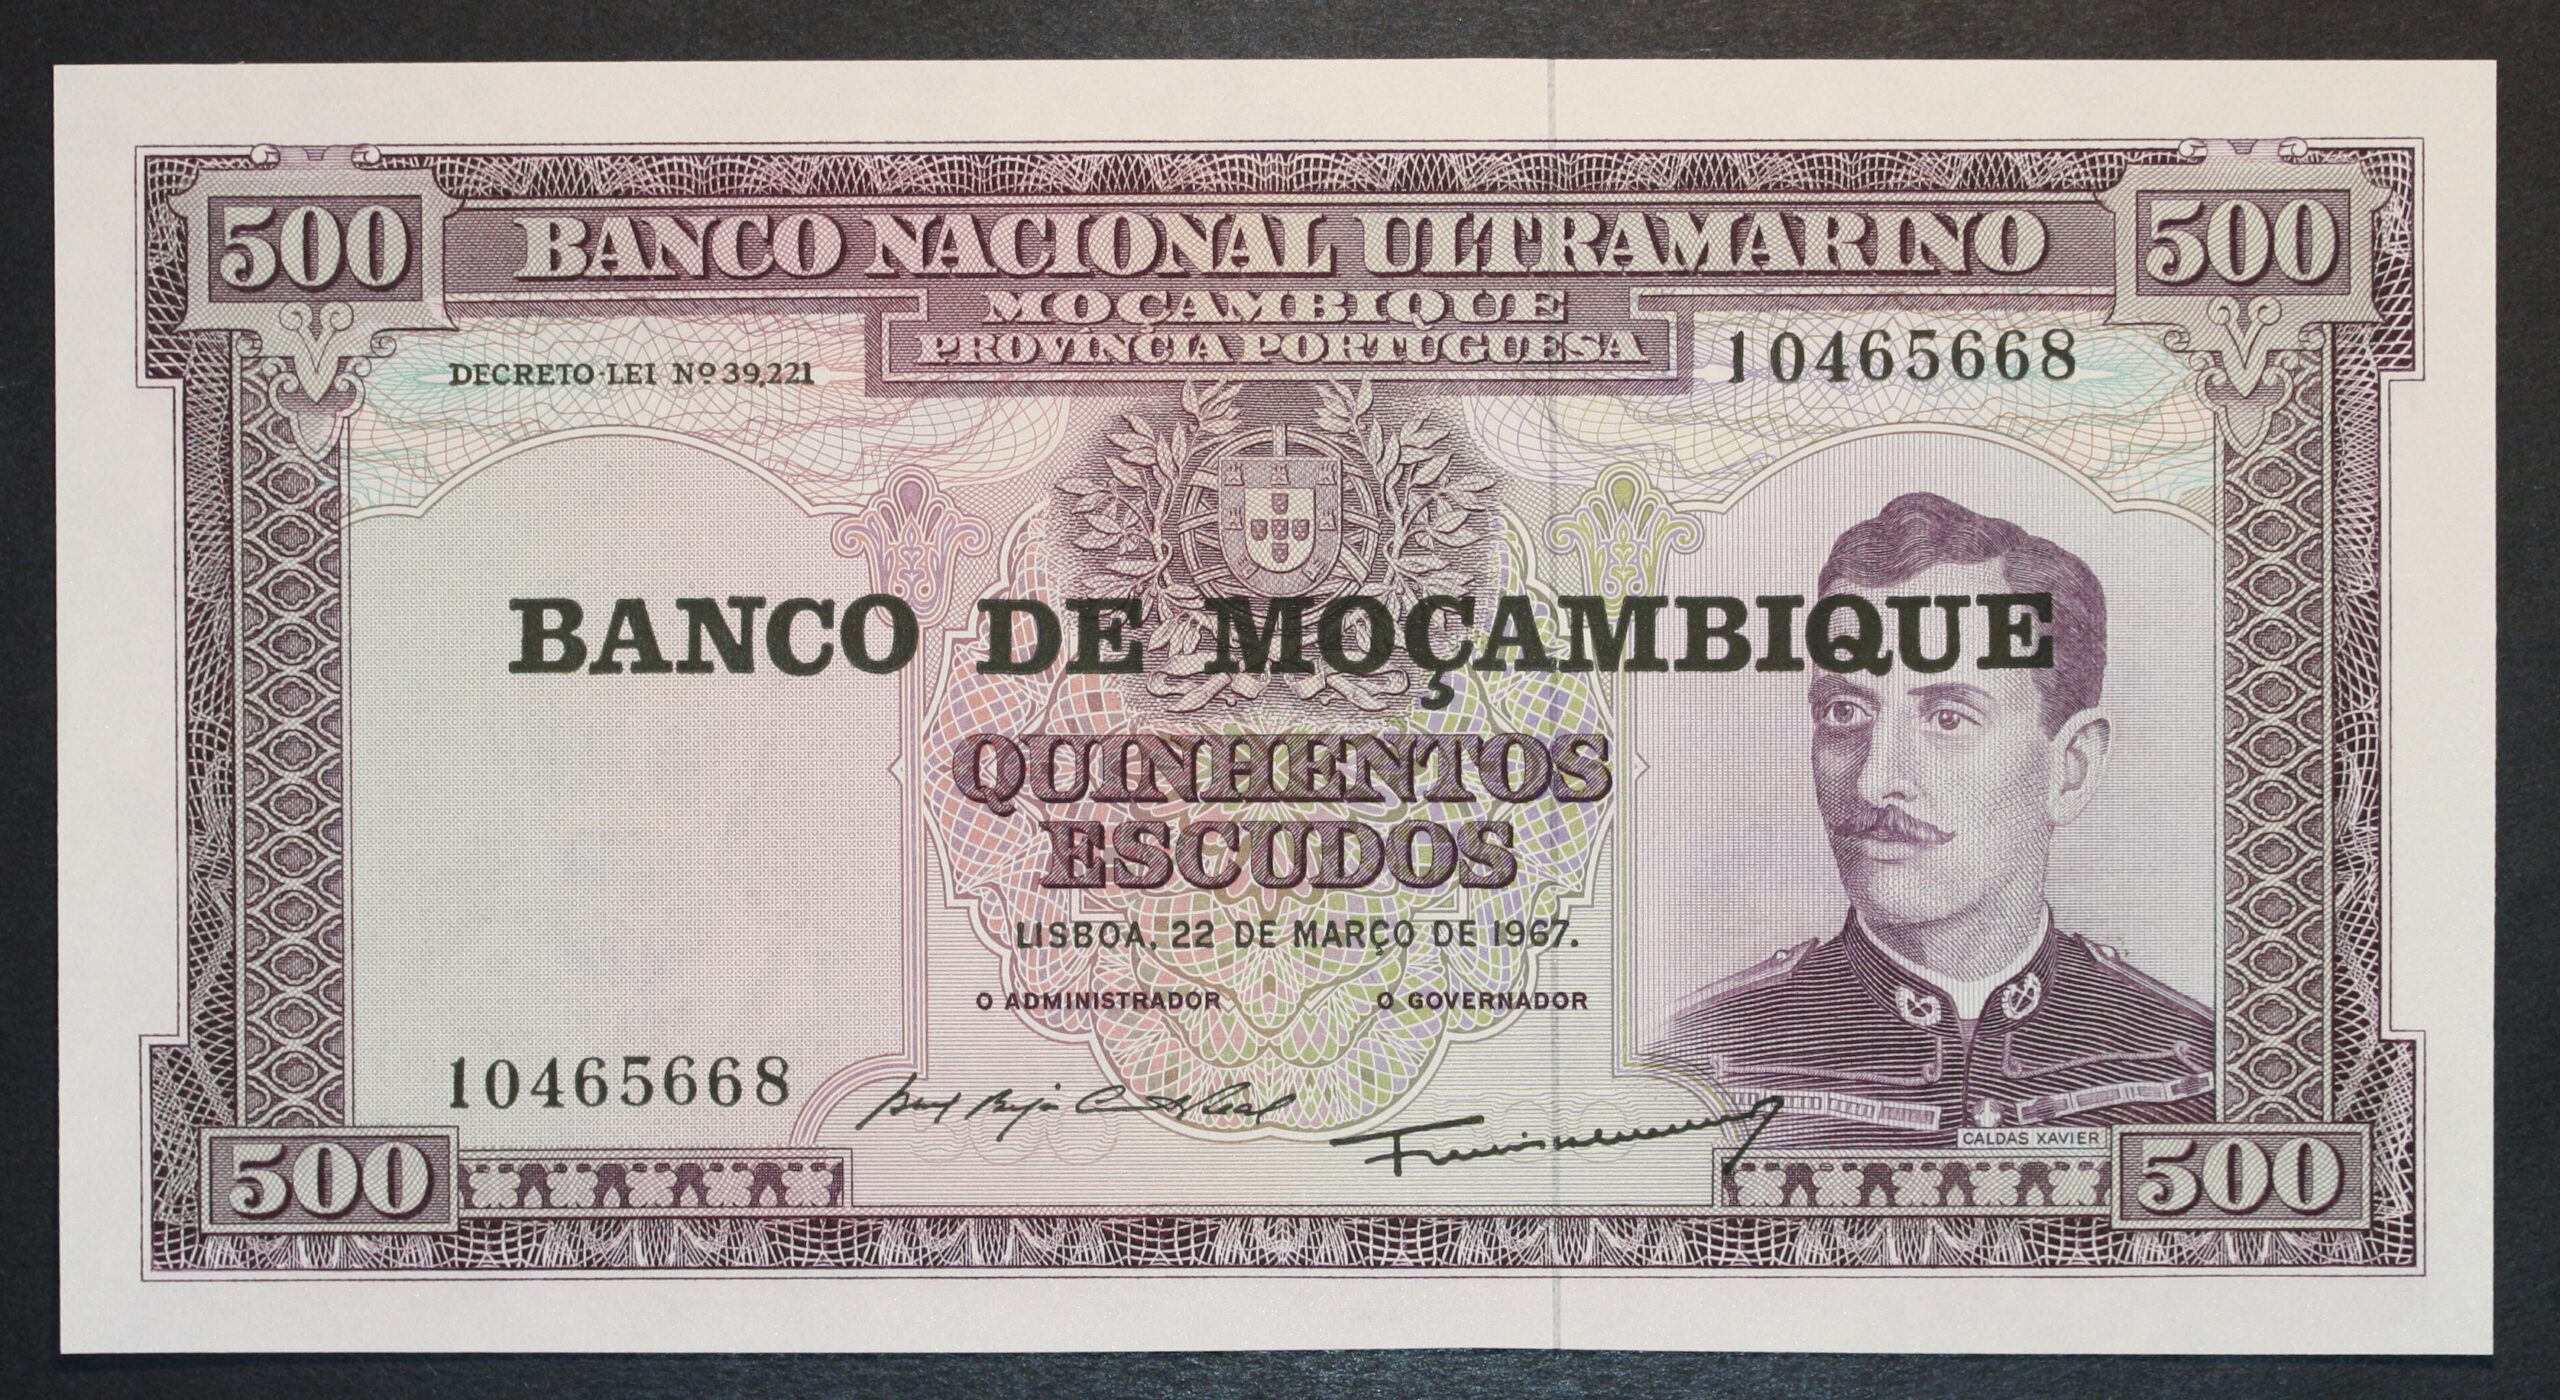 500 BANCO NACIONAL ULTRAMARINO 500
MOÇAMBIQUE
PROVÍNCIA PORTUGUESA
DECRETO-LEI Nº 39,221
10465668
BANCO DE MOÇAMBIQUE
QUINHENTOS
ESCUDOS
LISBOA, 22 DE MARÇO DE 1967.
O ADMINISTRADOR O GOVERNADOR
10465668
CALDAS XAVIER
500 500